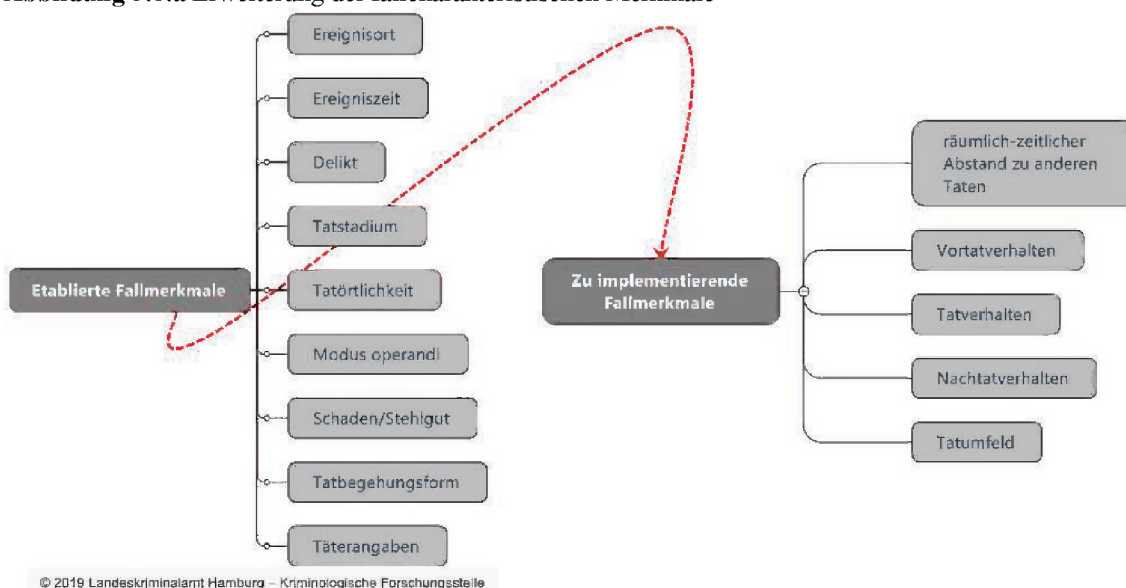 Ereignisort
Ereigniszeit
Delikt
Tatstadium
Etablierte Fallmerkmale
Tatörtlichkeit
Modus operandi
Schaden/Stehlgut
Tatbegehungsform
Täterangaben
Zu implementierende
Fallmerkmale
räumlich-zeitlicher
Abstand zu anderen
Taten
Vortatverhalten
Tatverhalten
Nachtatverhalten
Tatumfeld
© 2019 Landeskriminalamt Hamburg – Kriminologische Forschungsstelle